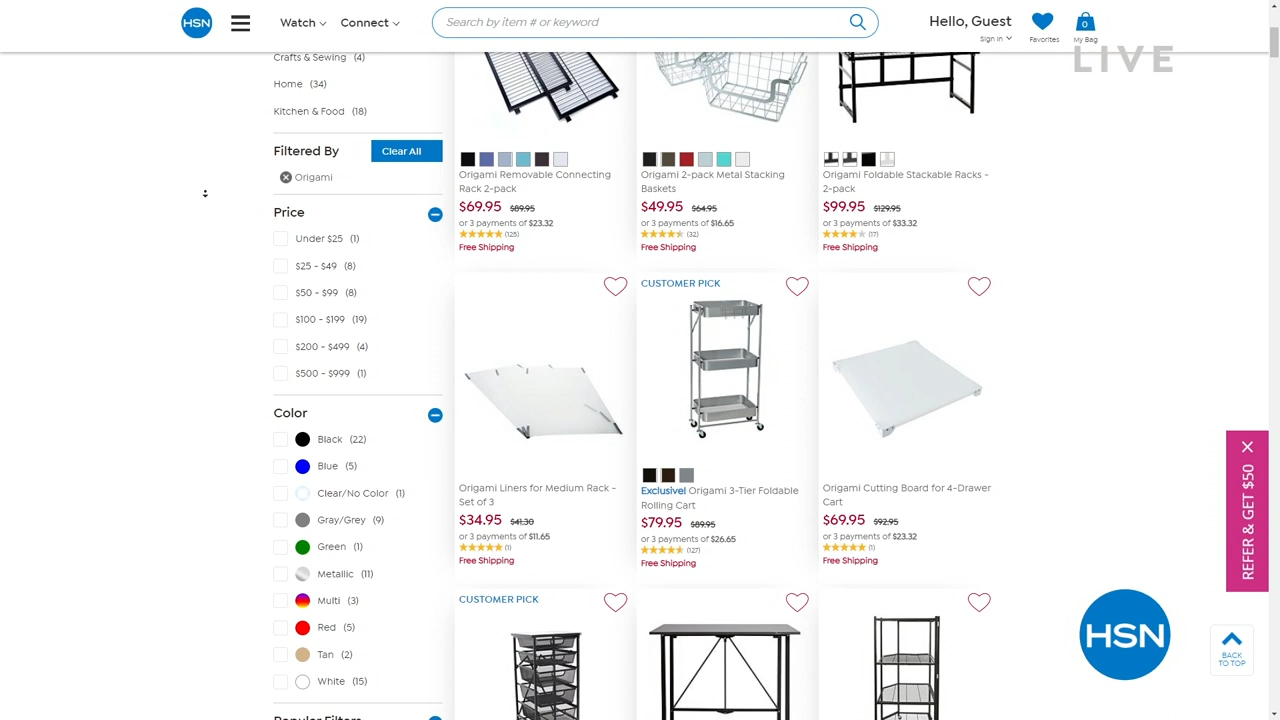 HSN
Watch
Connect
Search by item # or keyword
Hello, Guest
Sign In
Favorites
0
My Bag
LIVE
Crafts & Sewing (4)
Home (34)
Kitchen & Food (18)
Filtered By
Clear All
Origami
Price
Under $25 (1)
$25 - $49 (8)
$50 - $99 (8)
$100 - $199 (19)
$200 - $499 (4)
$500 - $999 (1)
Color
Black (22)
Blue (5)
Clear/No Color (1)
Gray/Grey (9)
Green (1)
Metallic (11)
Multi (3)
Red (5)
Tan (2)
White (15)
Popular Filters
Origami Removable Connecting
Rack 2-pack
$69.95 $89.95
or 3 payments of $23.32
(125)
Free Shipping
Origami 2-pack Metal Stacking
Baskets
$49.95 $64.95
or 3 payments of $16.65
(32)
Free Shipping
Origami Foldable Stackable Racks -
2-pack
$99.95 $129.95
or 3 payments of $33.32
(17)
Free Shipping
Origami Liners for Medium Rack -
Set of 3
$34.95 $41.30
or 3 payments of $11.65
(1)
Free Shipping
CUSTOMER PICK
Exclusive! Origami 3-Tier Foldable
Rolling Cart
$79.95 $89.95
or 3 payments of $26.65
(127)
Free Shipping
Origami Cutting Board for 4-Drawer
Cart
$69.95 $92.95
or 3 payments of $23.32
(1)
Free Shipping
CUSTOMER PICK
REFER & GET $50
HSN
BACK
TO TOP